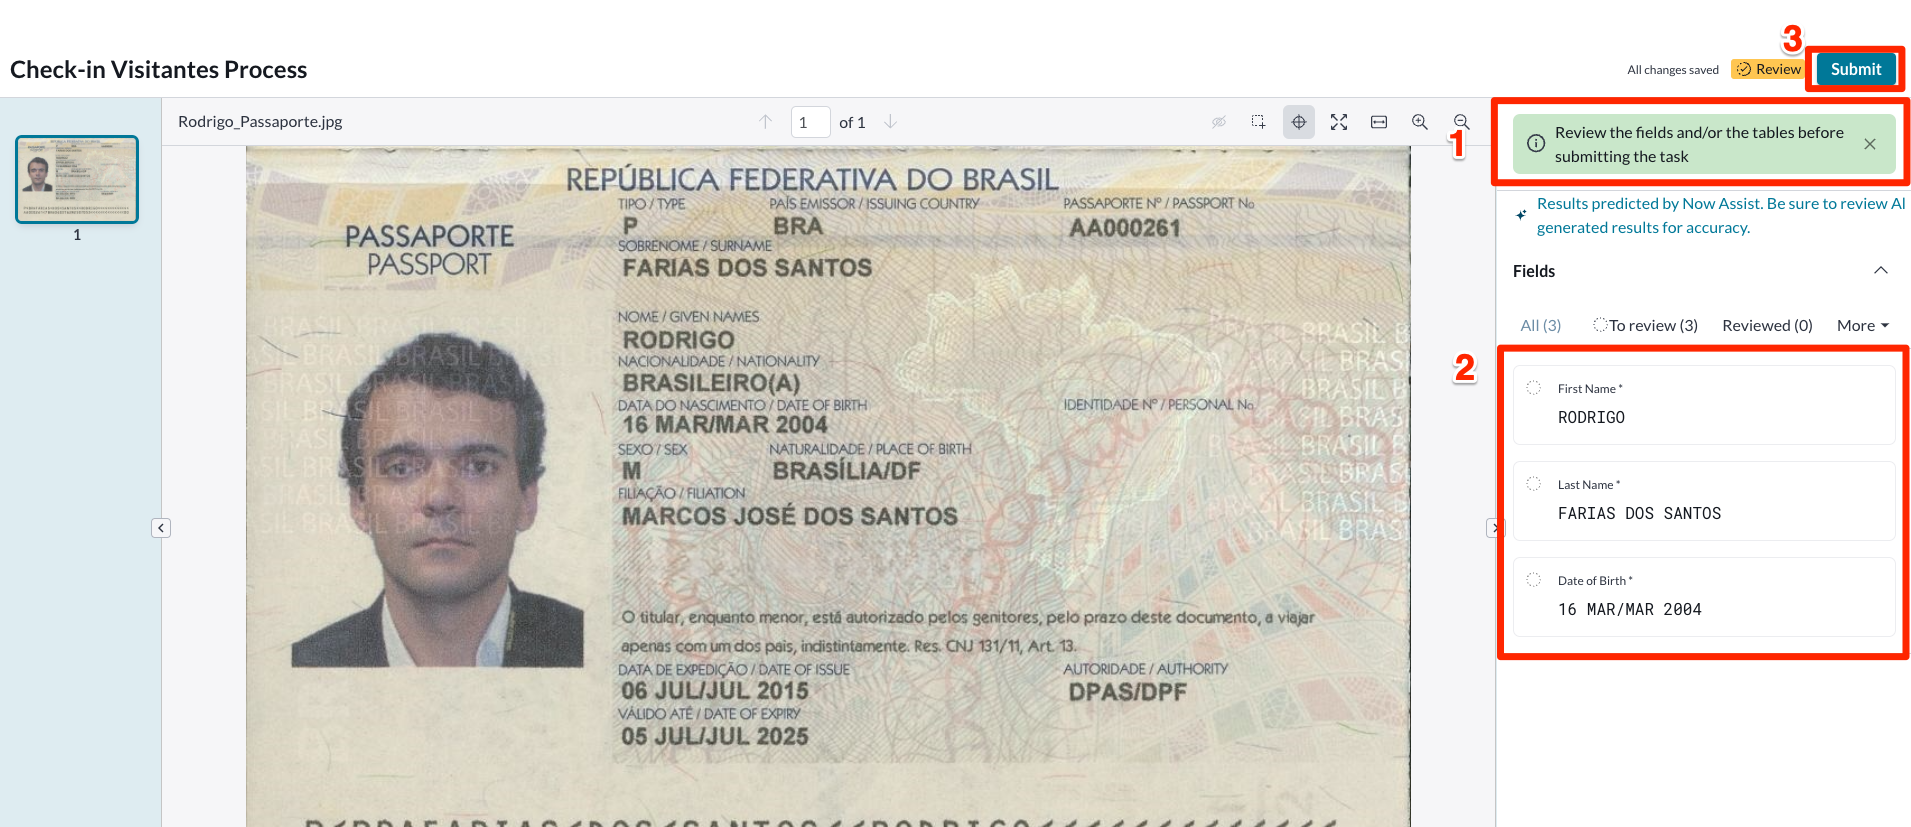 3
Check-in Visitantes Process
All changes saved
Review
Submit
Rodrigo_Passaporte.jpg
1 of 1
1
Review the fields and/or the tables before
submitting the task
Results predicted by Now Assist. Be sure to review AI
generated results for accuracy.
Fields
All (3)
To review (3)
Reviewed (0)
More
2
First Name *
RODRIGO
Last Name *
FARIAS DOS SANTOS
Date of Birth *
16 MAR/MAR 2004
1
REPÚBLICA FEDERATIVA DO BRASIL
PASSAPORTE
PASSPORT
TIPO / TYPE
PAÍS EMISSOR / ISSUING COUNTRY
PASSAPORTE Nº / PASSPORT No
P
BRA
AA000261
SOBRENOME / SURNAME
FARIAS DOS SANTOS
NOME / GIVEN NAMES
RODRIGO
NACIONALIDADE / NATIONALITY
BRASILEIRO(A)
DATA DO NASCIMENTO / DATE OF BIRTH
IDENTIDADE Nº / PERSONAL No
16 MAR/MAR 2004
SEXO / SEX
NATURALIDADE / PLACE OF BIRTH
M
BRASÍLIA/DF
FILIAÇÃO / FILIATION
MARCOS JOSÉ DOS SANTOS
O titular, enquanto menor, está autorizado pelos genitores, pelo prazo deste documento, a viajar
apenas com um dos pais, indistintamente. Res. CNJ 131/11, Art. 13.
DATA DE EXPEDIÇÃO / DATE OF ISSUE
AUTORIDADE / AUTHORITY
06 JUL/JUL 2015
DPAS/DPF
VÁLIDO ATÉ / DATE OF EXPIRY
05 JUL/JUL 2025